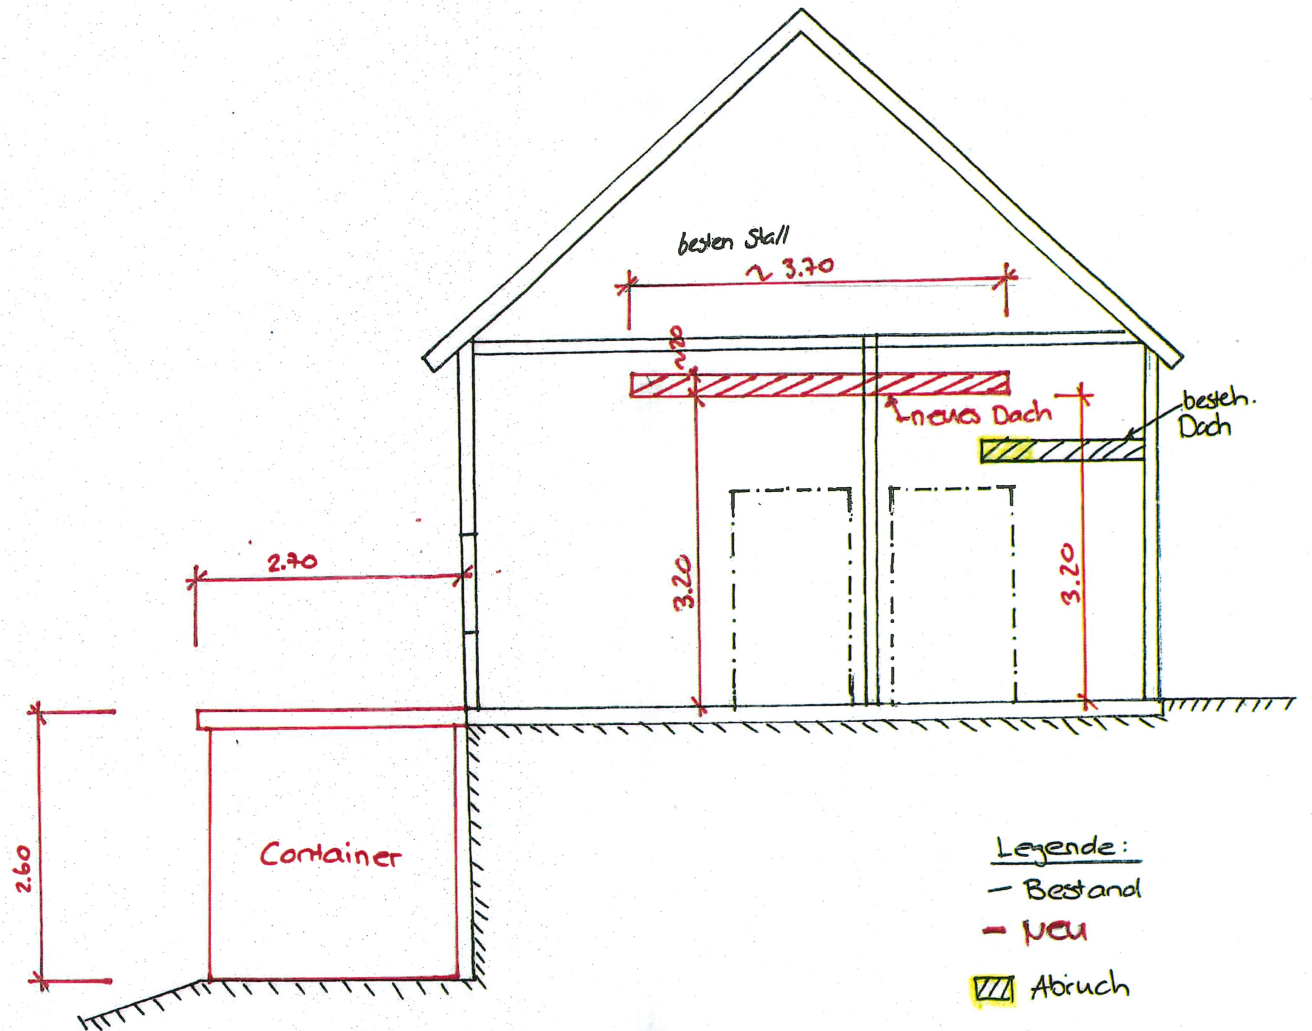 besten Stall
~ 3.70
~20
neues Dach
besteh.
Dach
2.70
3.20
3.20
2.60
Container
Legende:
– Bestand
– Neu
Abruch